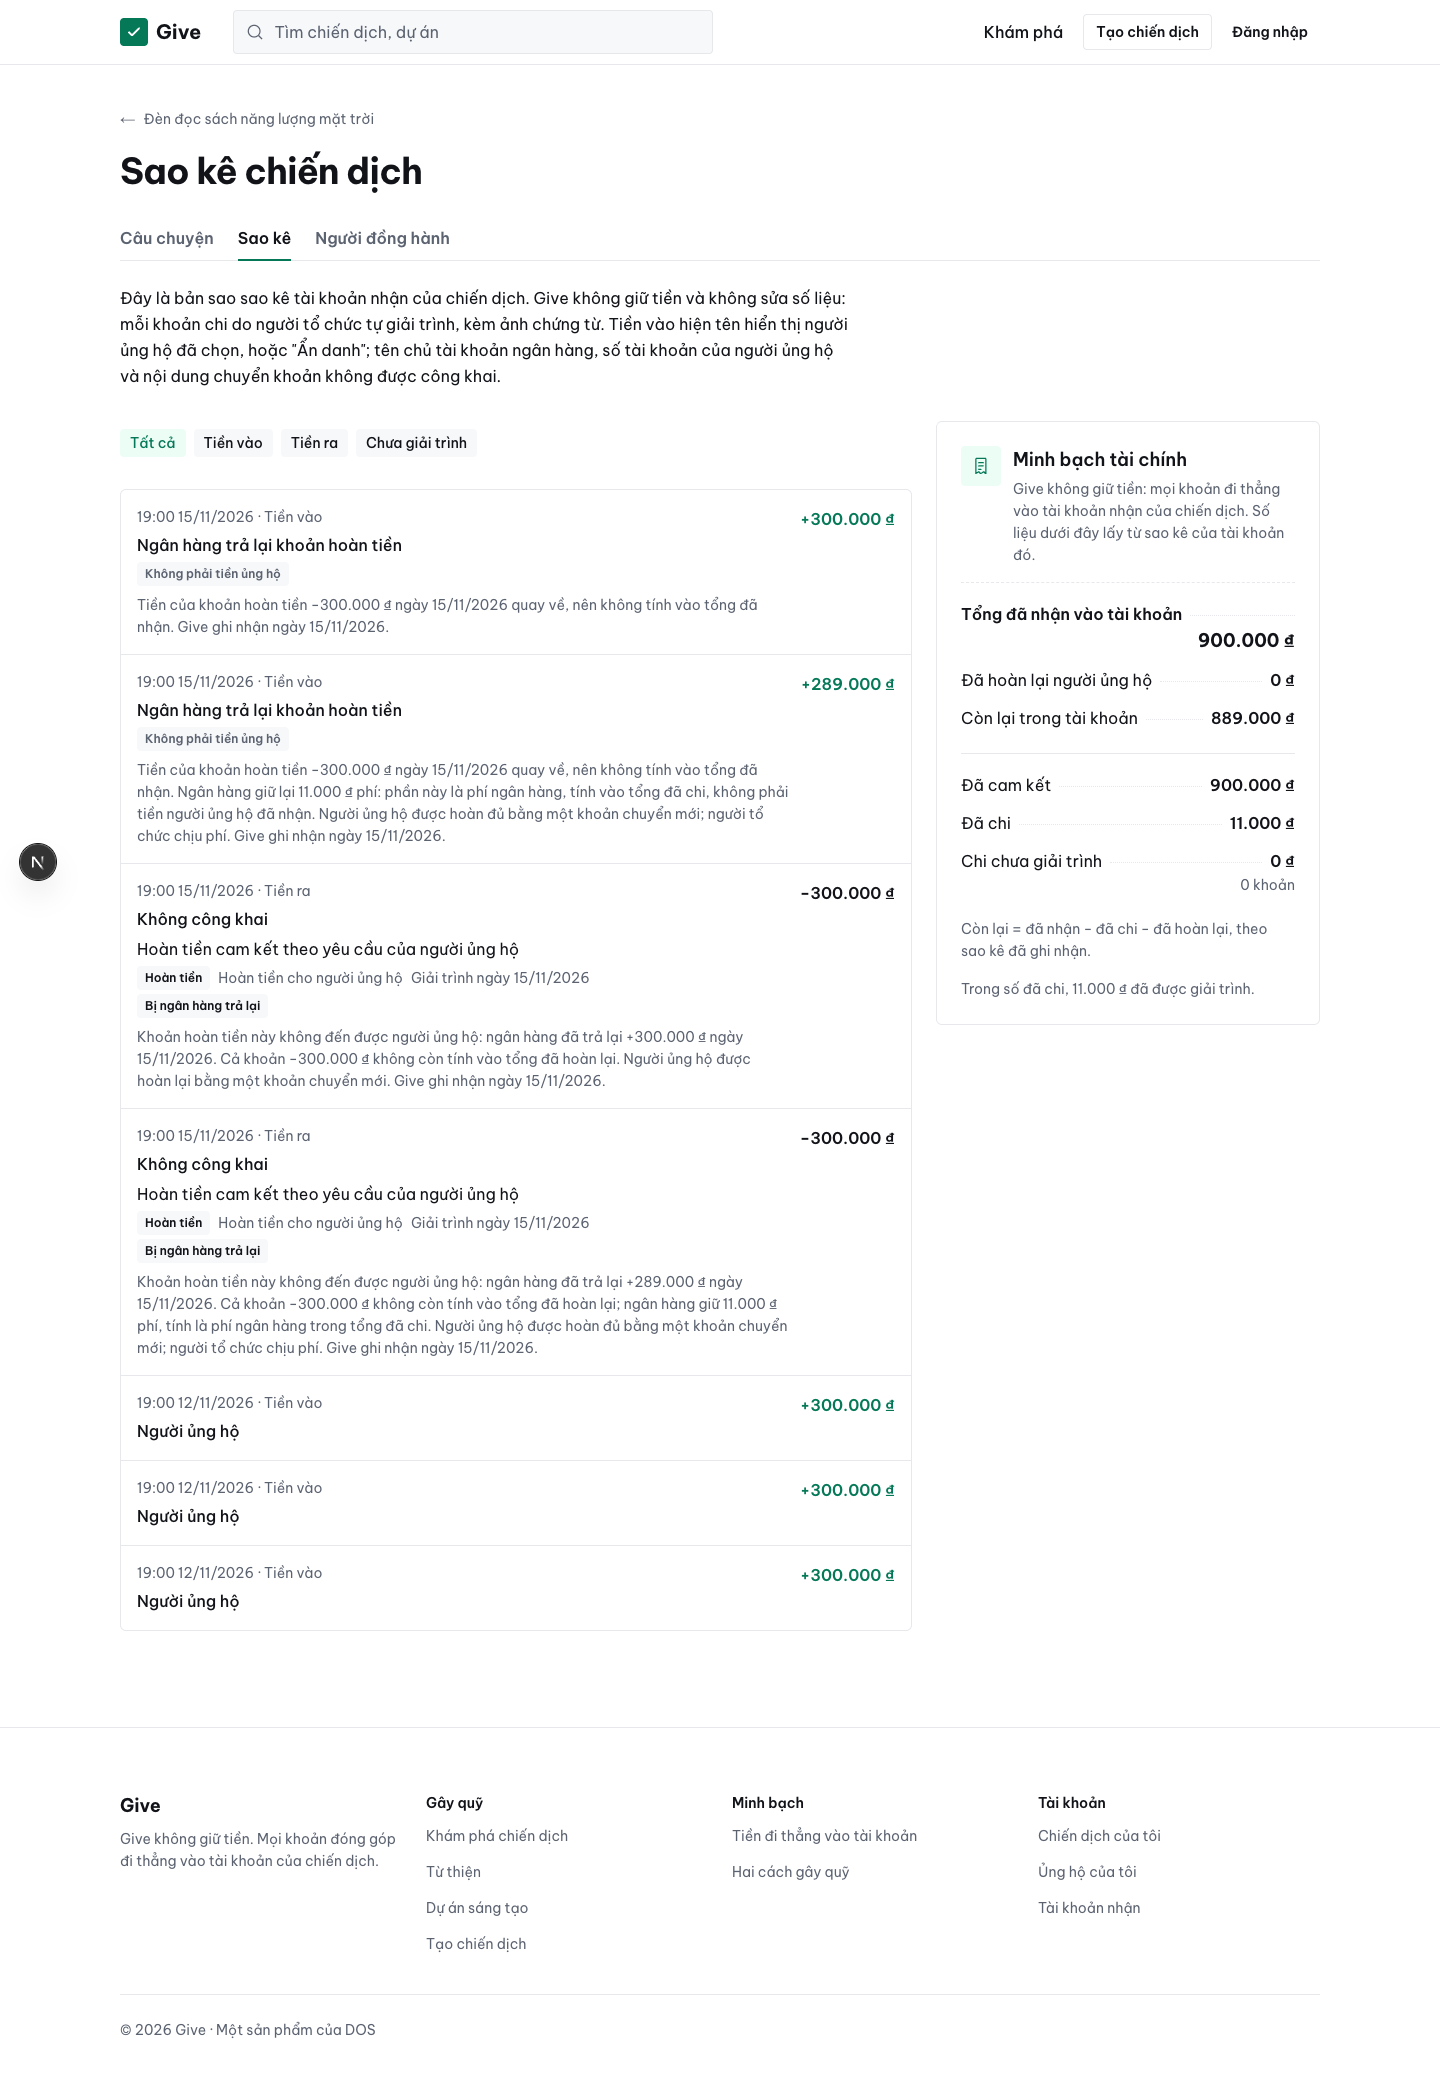 Give
Tìm chiến dịch, dự án
Khám phá
Tạo chiến dịch
Đăng nhập
← Đèn đọc sách năng lượng mặt trời
Sao kê chiến dịch
Câu chuyện
Sao kê
Người đồng hành
Đây là bản sao sao kê tài khoản nhận của chiến dịch. Give không giữ tiền và không sửa số liệu:
mỗi khoản chi do người tổ chức tự giải trình, kèm ảnh chứng từ. Tiền vào hiện tên hiển thị người
ủng hộ đã chọn, hoặc "Ẩn danh"; tên chủ tài khoản ngân hàng, số tài khoản của người ủng hộ
và nội dung chuyển khoản không được công khai.
Tất cả
Tiền vào
Tiền ra
Chưa giải trình
19:00 15/11/2026 · Tiền vào
+300.000 ₫
Ngân hàng trả lại khoản hoàn tiền
Không phải tiền ủng hộ
Tiền của khoản hoàn tiền −300.000 ₫ ngày 15/11/2026 quay về, nên không tính vào tổng đã
nhận. Give ghi nhận ngày 15/11/2026.
19:00 15/11/2026 · Tiền vào
+289.000 ₫
Ngân hàng trả lại khoản hoàn tiền
Không phải tiền ủng hộ
Tiền của khoản hoàn tiền −300.000 ₫ ngày 15/11/2026 quay về, nên không tính vào tổng đã
nhận. Ngân hàng giữ lại 11.000 ₫ phí: phần này là phí ngân hàng, tính vào tổng đã chi, không phải
tiền người ủng hộ đã nhận. Người ủng hộ được hoàn đủ bằng một khoản chuyển mới; người tổ
chức chịu phí. Give ghi nhận ngày 15/11/2026.
19:00 15/11/2026 · Tiền ra
−300.000 ₫
Không công khai
Hoàn tiền cam kết theo yêu cầu của người ủng hộ
Hoàn tiền
Hoàn tiền cho người ủng hộ
Giải trình ngày 15/11/2026
Bị ngân hàng trả lại
Khoản hoàn tiền này không đến được người ủng hộ: ngân hàng đã trả lại +300.000 ₫ ngày
15/11/2026. Cả khoản −300.000 ₫ không còn tính vào tổng đã hoàn lại. Người ủng hộ được
hoàn lại bằng một khoản chuyển mới. Give ghi nhận ngày 15/11/2026.
19:00 15/11/2026 · Tiền ra
−300.000 ₫
Không công khai
Hoàn tiền cam kết theo yêu cầu của người ủng hộ
Hoàn tiền
Hoàn tiền cho người ủng hộ
Giải trình ngày 15/11/2026
Bị ngân hàng trả lại
Khoản hoàn tiền này không đến được người ủng hộ: ngân hàng đã trả lại +289.000 ₫ ngày
15/11/2026. Cả khoản −300.000 ₫ không còn tính vào tổng đã hoàn lại; ngân hàng giữ 11.000 ₫
phí, tính là phí ngân hàng trong tổng đã chi. Người ủng hộ được hoàn đủ bằng một khoản chuyển
mới; người tổ chức chịu phí. Give ghi nhận ngày 15/11/2026.
19:00 12/11/2026 · Tiền vào
+300.000 ₫
Người ủng hộ
19:00 12/11/2026 · Tiền vào
+300.000 ₫
Người ủng hộ
19:00 12/11/2026 · Tiền vào
+300.000 ₫
Người ủng hộ
Minh bạch tài chính
Give không giữ tiền: mọi khoản đi thẳng
vào tài khoản nhận của chiến dịch. Số
liệu dưới đây lấy từ sao kê của tài khoản
đó.
Tổng đã nhận vào tài khoản
900.000 ₫
Đã hoàn lại người ủng hộ
0 ₫
Còn lại trong tài khoản
889.000 ₫
Đã cam kết
900.000 ₫
Đã chi
11.000 ₫
Chi chưa giải trình
0 ₫
0 khoản
Còn lại = đã nhận − đã chi − đã hoàn lại, theo
sao kê đã ghi nhận.
Trong số đã chi, 11.000 ₫ đã được giải trình.
N
Give
Give không giữ tiền. Mọi khoản đóng góp
đi thẳng vào tài khoản của chiến dịch.
Gây quỹ
Khám phá chiến dịch
Từ thiện
Dự án sáng tạo
Tạo chiến dịch
Minh bạch
Tiền đi thẳng vào tài khoản
Hai cách gây quỹ
Tài khoản
Chiến dịch của tôi
Ủng hộ của tôi
Tài khoản nhận
© 2026 Give · Một sản phẩm của DOS